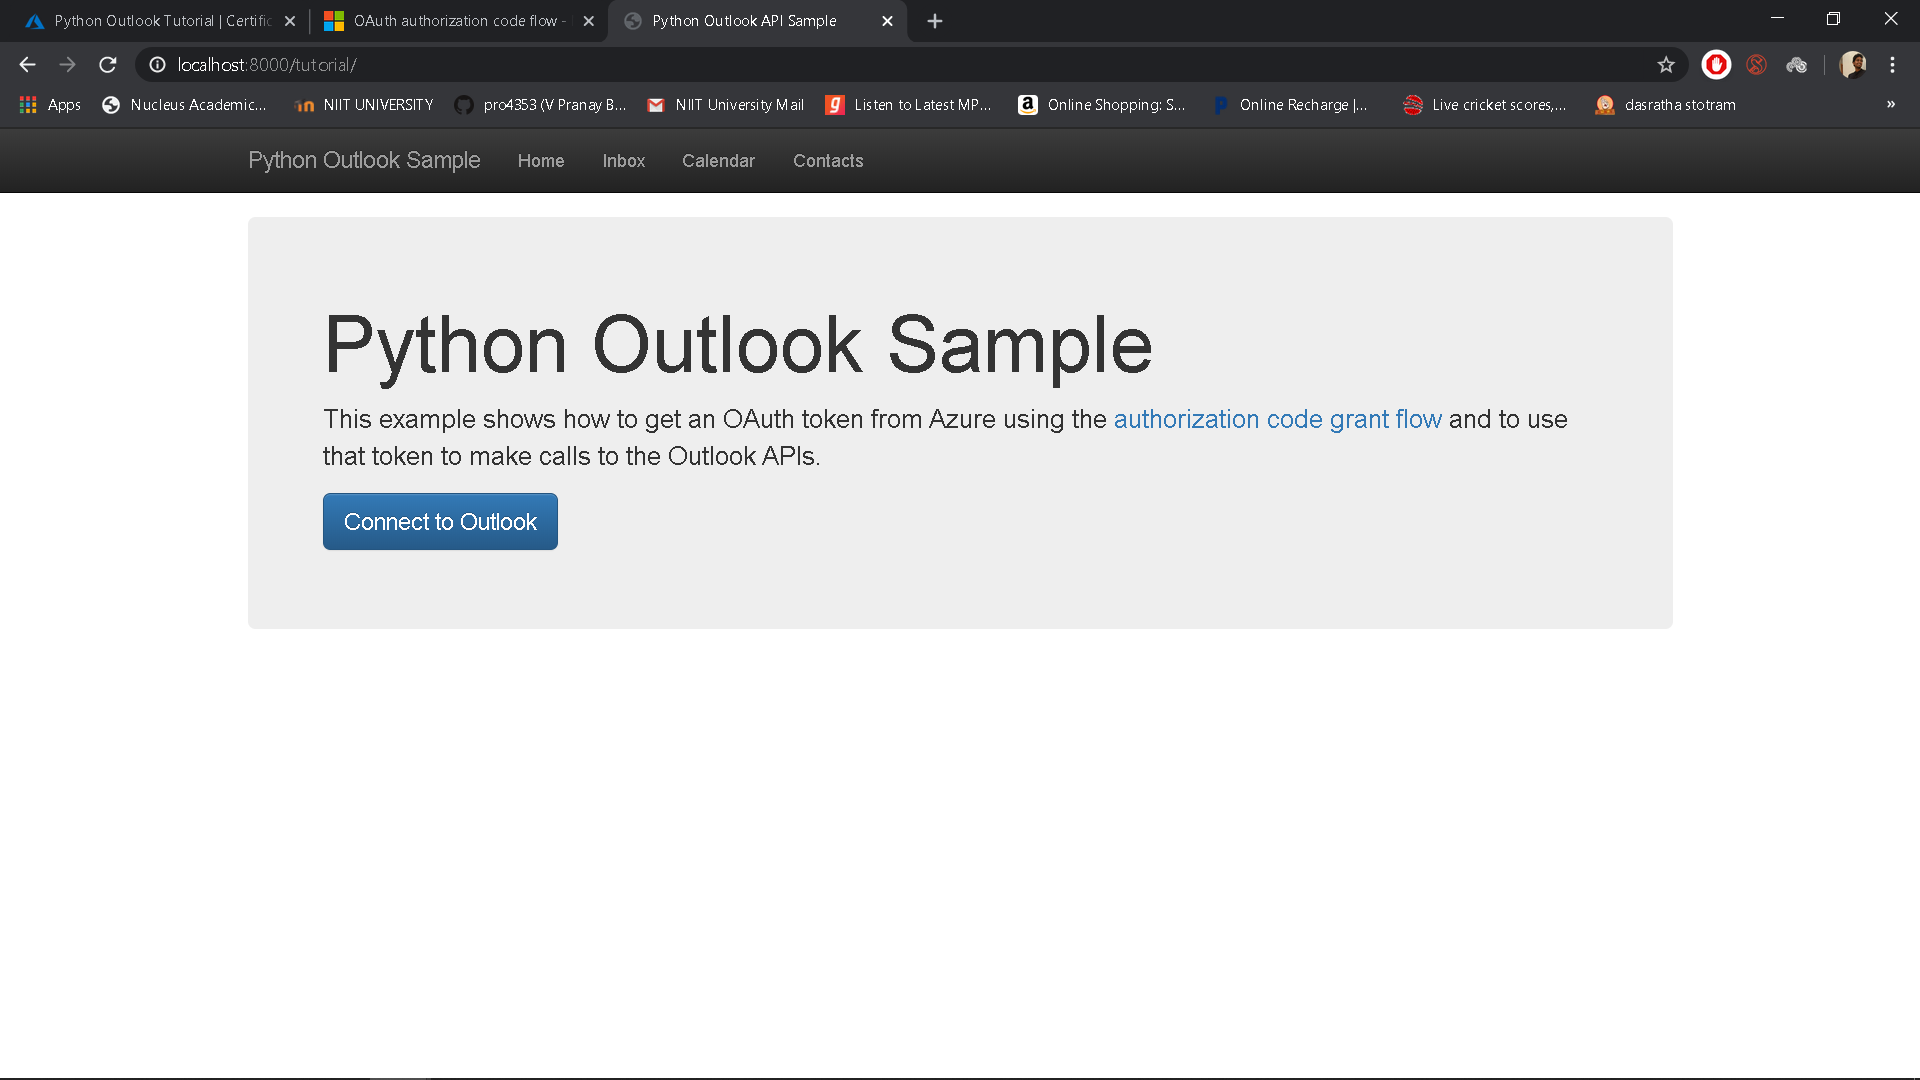 Python Outlook Tutorial | Certific
OAuth authorization code flow -
Python Outlook API Sample
localhost:8000/tutorial/
Apps
Nucleus Academic...
NIIT UNIVERSITY
pro4353 (V Pranay B...
NIIT University Mail
Listen to Latest MP...
Online Shopping: S...
Online Recharge |...
Live cricket scores,...
dasratha stotram
»
Python Outlook Sample
Home
Inbox
Calendar
Contacts
Python Outlook Sample
This example shows how to get an OAuth token from Azure using the authorization code grant flow and to use
that token to make calls to the Outlook APIs.
Connect to Outlook